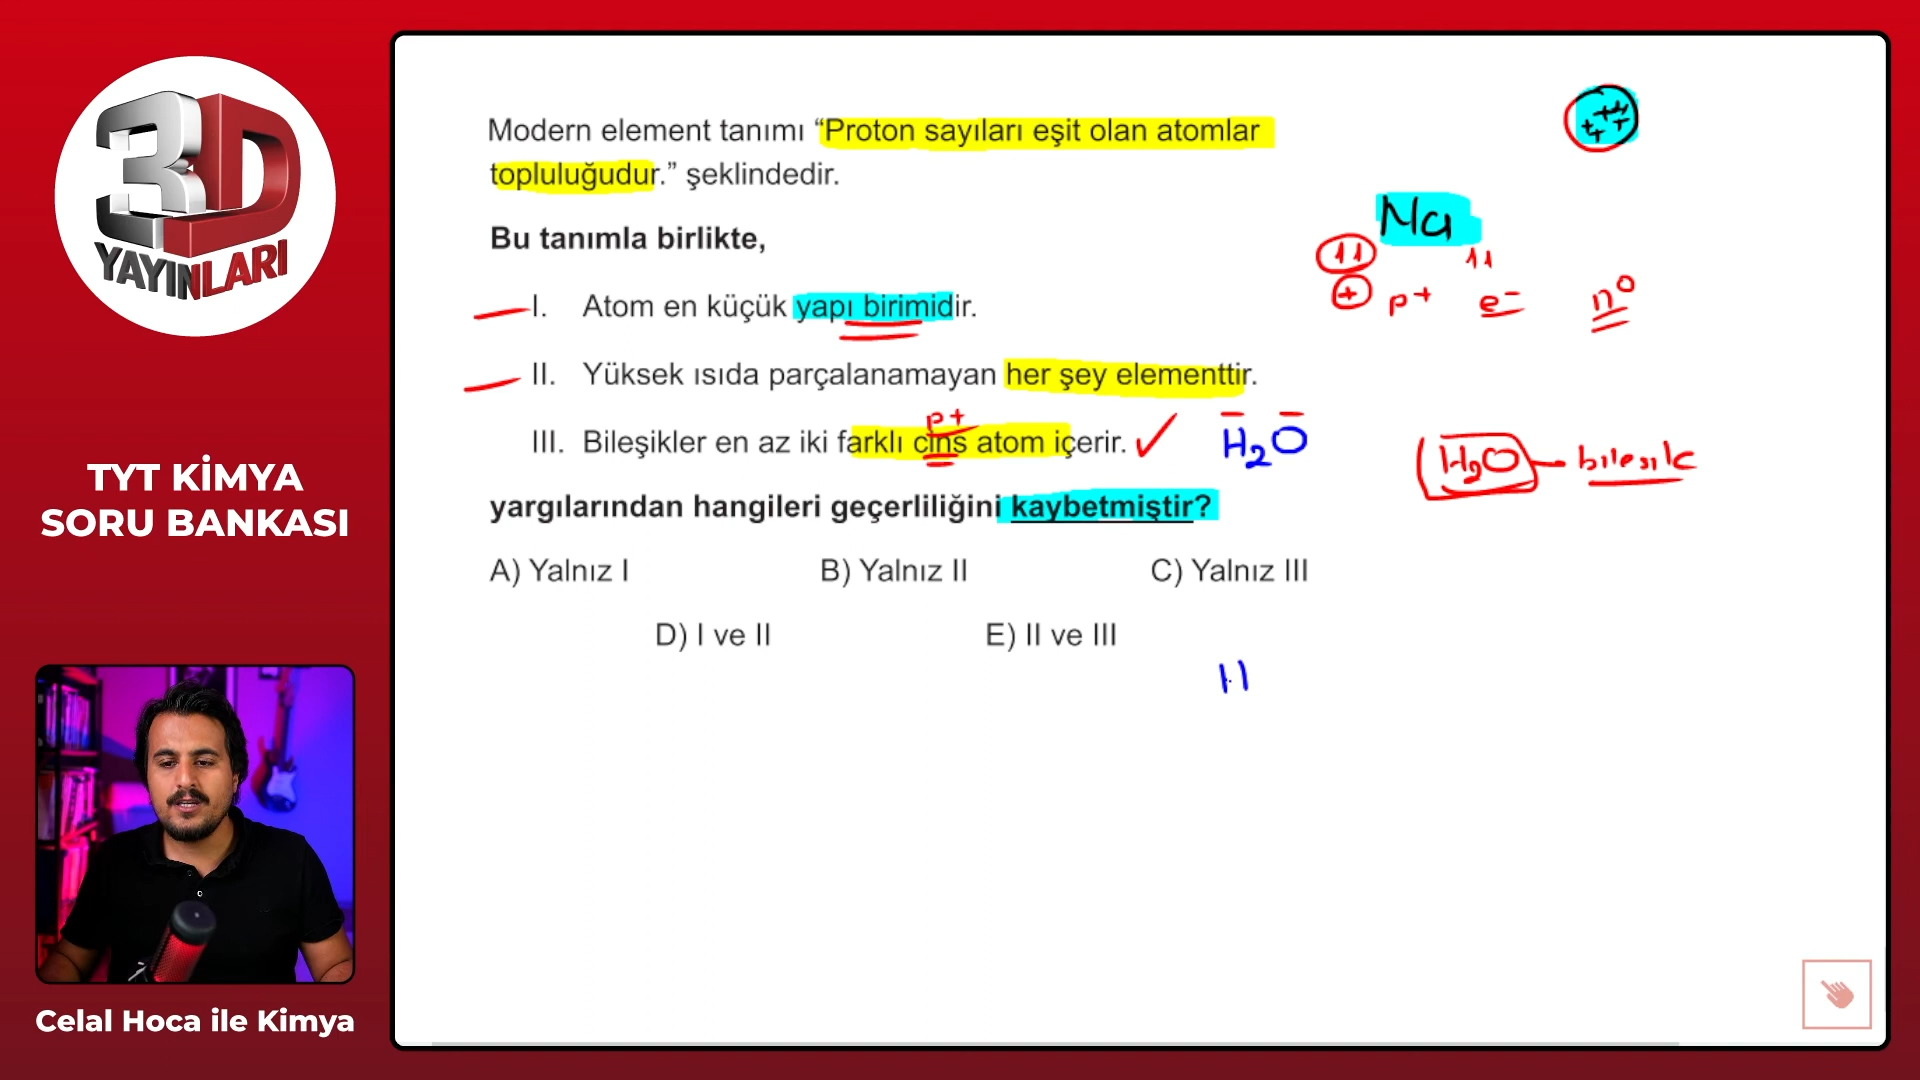 3D
YAYINLARI
TYT KİMYA
SORU BANKASI
Celal Hoca ile Kimya
Modern element tanımı “Proton sayıları eşit olan atomlar
topluluğudur.” şeklindedir.
Bu tanımla birlikte,
I. Atom en küçük yapı birimidir.
II. Yüksek ısıda parçalanamayan her şey elementtir.
p+
III. Bileşikler en az iki farklı cins atom içerir. ✓ H₂O
yargılarından hangileri geçerliliğini kaybetmiştir?
A) Yalnız I B) Yalnız II C) Yalnız III
D) I ve II E) II ve III
Na
11 11
+ p+ e- n⁰
H₂O bileşik